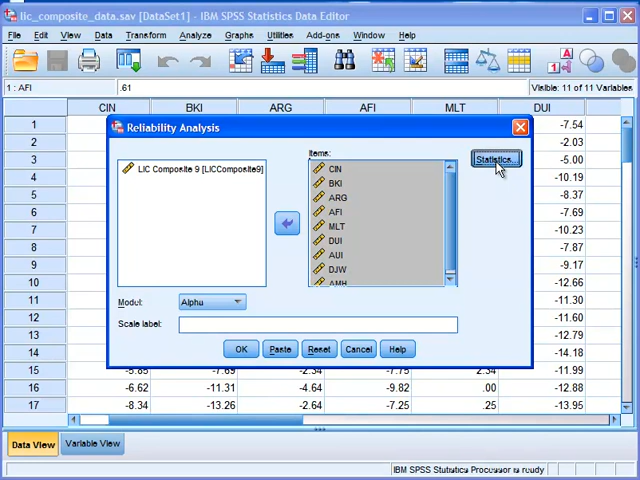 lic_composite_data.sav [DataSet1] - IBM SPSS Statistics Data Editor
File Edit View Data Transform Analyze Graphs Utilities Add-ons Window Help
1 : AFI .61 Visible: 11 of 11 Variables
CIN BKI ARG AFI MLT DUI
Reliability Analysis
Items:
Statistics...
LIC Composite 9 [LICComposite9]
CIN
BKI
ARG
AFI
MLT
DUI
AUI
DJW
AMH
Model: Alpha
Scale label:
OK Paste Reset Cancel Help
1 -7.54
2 -2.03
3 -5.00
4 -10.19
5 -8.37
6 -7.69
7 -10.23
8 -7.87
9 -9.17
10 -12.66
11 -11.30
12 -11.60
13 -12.79
14 -14.18
15 -5.85 -7.69 -2.34 -7.75 2.34 -11.99
16 -6.62 -11.31 -4.64 -9.82 .00 -12.88
17 -8.34 -13.26 -2.64 -7.25 .25 -13.95
Data View Variable View
IBM SPSS Statistics Processor is ready